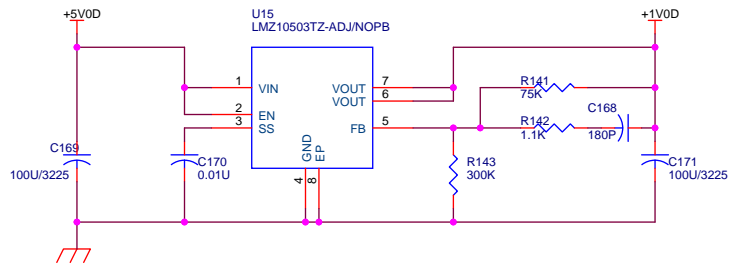 +5V0D
U15
LMZ10503TZ-ADJ/NOPB
+1V0D
1
VIN
VOUT
7
VOUT
6
2
EN
3
SS
FB
5
GND
EP
4
8
R141
75K
C168
R142
1.1K
180P
C169
100U/3225
C170
0.01U
R143
300K
C171
100U/3225